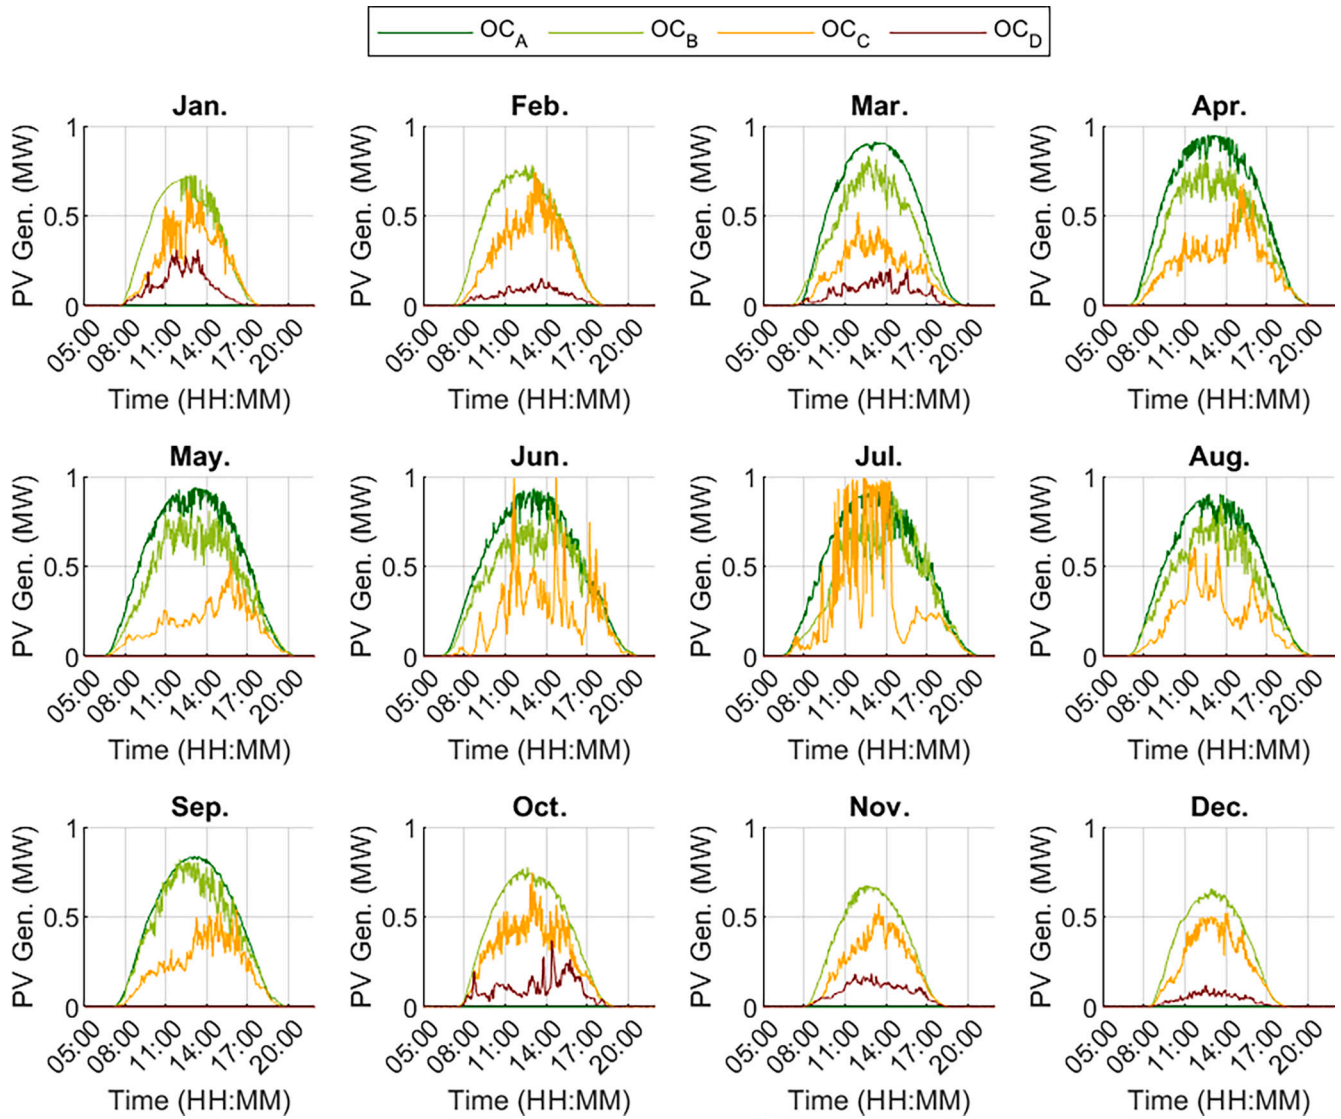 OC_A OC_B OC_C OC_D
Jan. Feb. Mar. Apr.
PV Gen. (MW) PV Gen. (MW) PV Gen. (MW) PV Gen. (MW)
1 1 1 1
0.5 0.5 0.5 0.5
0 0 0 0
05:00 08:00 11:00 14:00 17:00 20:00 05:00 08:00 11:00 14:00 17:00 20:00 05:00 08:00 11:00 14:00 17:00 20:00 05:00 08:00 11:00 14:00 17:00 20:00
Time (HH:MM) Time (HH:MM) Time (HH:MM) Time (HH:MM)
May. Jun. Jul. Aug.
PV Gen. (MW) PV Gen. (MW) PV Gen. (MW) PV Gen. (MW)
1 1 1 1
0.5 0.5 0.5 0.5
0 0 0 0
05:00 08:00 11:00 14:00 17:00 20:00 05:00 08:00 11:00 14:00 17:00 20:00 05:00 08:00 11:00 14:00 17:00 20:00 05:00 08:00 11:00 14:00 17:00 20:00
Time (HH:MM) Time (HH:MM) Time (HH:MM) Time (HH:MM)
Sep. Oct. Nov. Dec.
PV Gen. (MW) PV Gen. (MW) PV Gen. (MW) PV Gen. (MW)
1 1 1 1
0.5 0.5 0.5 0.5
0 0 0 0
05:00 08:00 11:00 14:00 17:00 20:00 05:00 08:00 11:00 14:00 17:00 20:00 05:00 08:00 11:00 14:00 17:00 20:00 05:00 08:00 11:00 14:00 17:00 20:00
Time (HH:MM) Time (HH:MM) Time (HH:MM) Time (HH:MM)